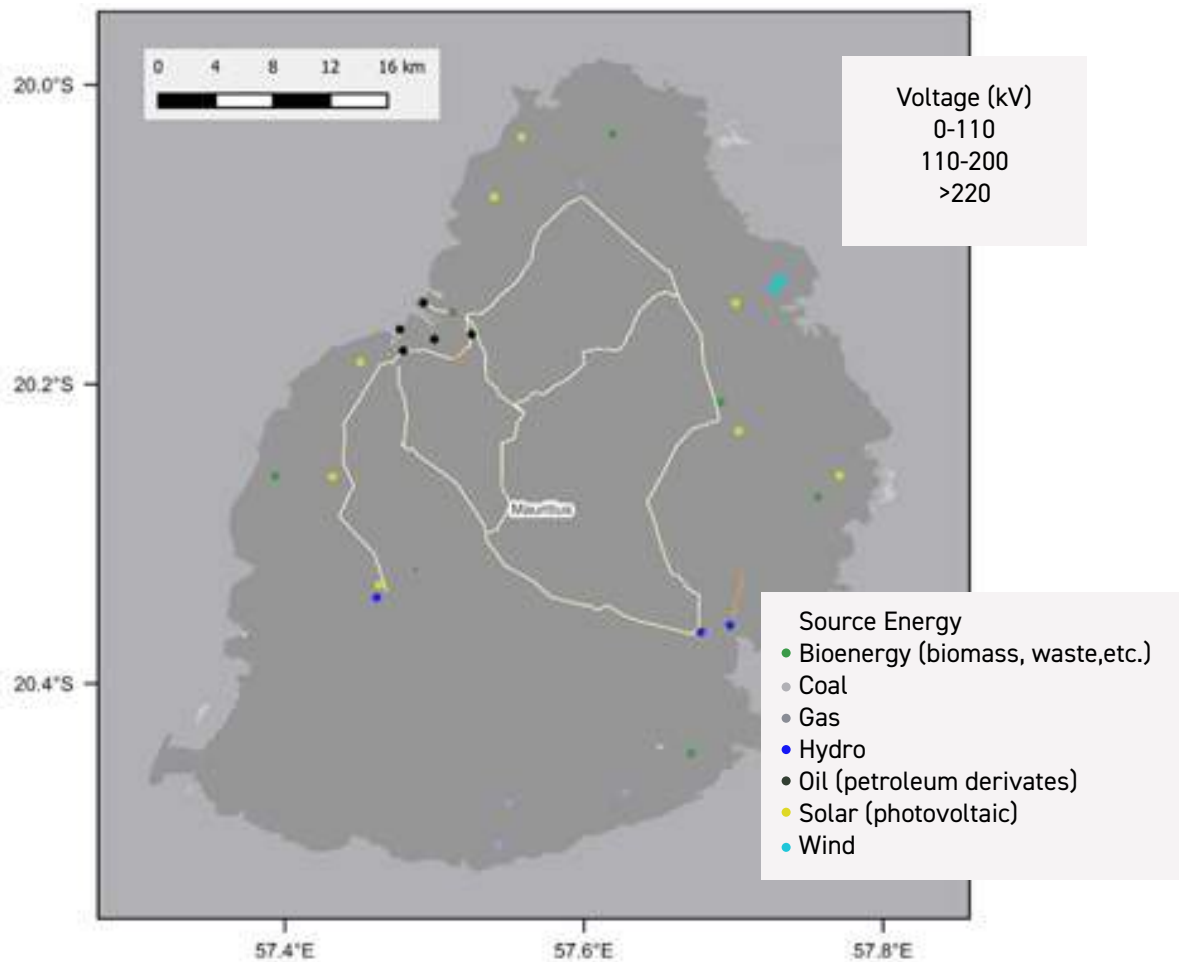 0 4 8 12 16 km
20.0°S
20.2°S
20.4°S
57.4°E 57.6°E 57.8°E
Voltage (kV)
0-110
110-200
>220
Mauritius
Source Energy
Bioenergy (biomass, waste,etc.)
Coal
Gas
Hydro
Oil (petroleum derivates)
Solar (photovoltaic)
Wind